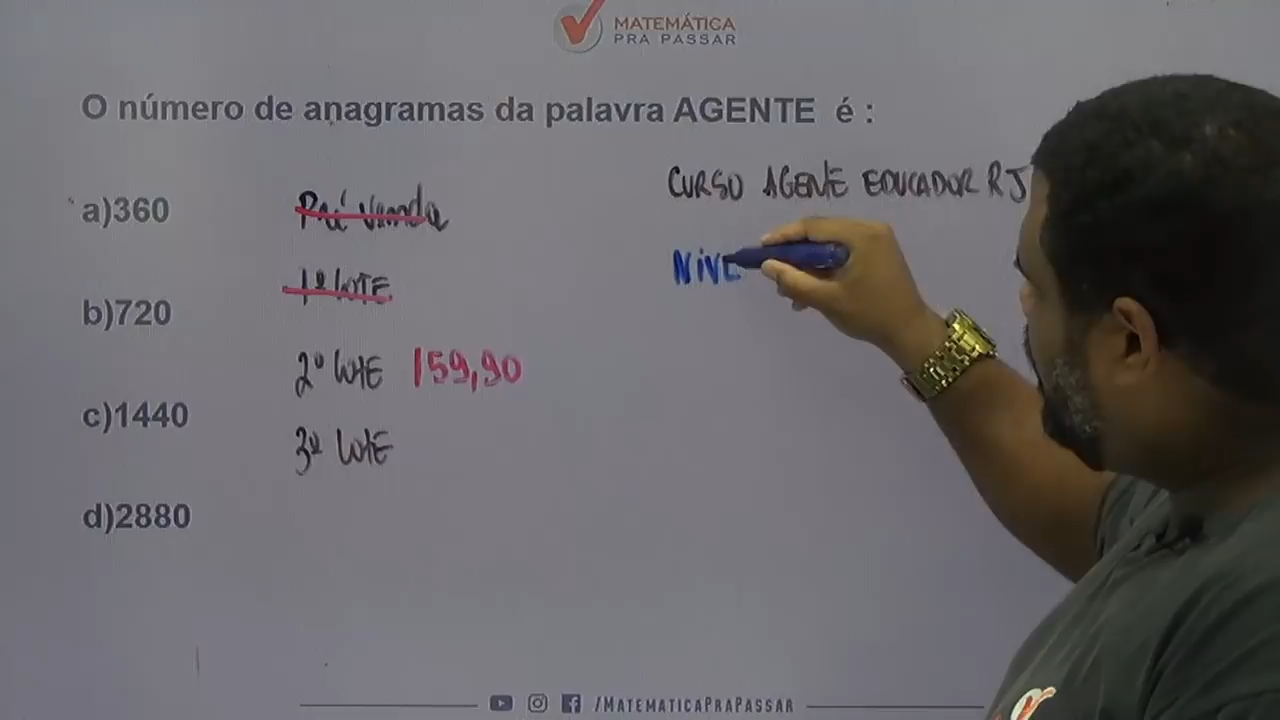 MATEMÁTICA
PRA PASSAR
O número de anagramas da palavra AGENTE é :
a)360
b)720
c)1440
d)2880
Pré Venda
1º LOTE
2º LOTE 159,90
3º LOTE
CURSO AGENTE EDUCADOR RJ
NIVE
/MATEMATICAPRAPASSAR